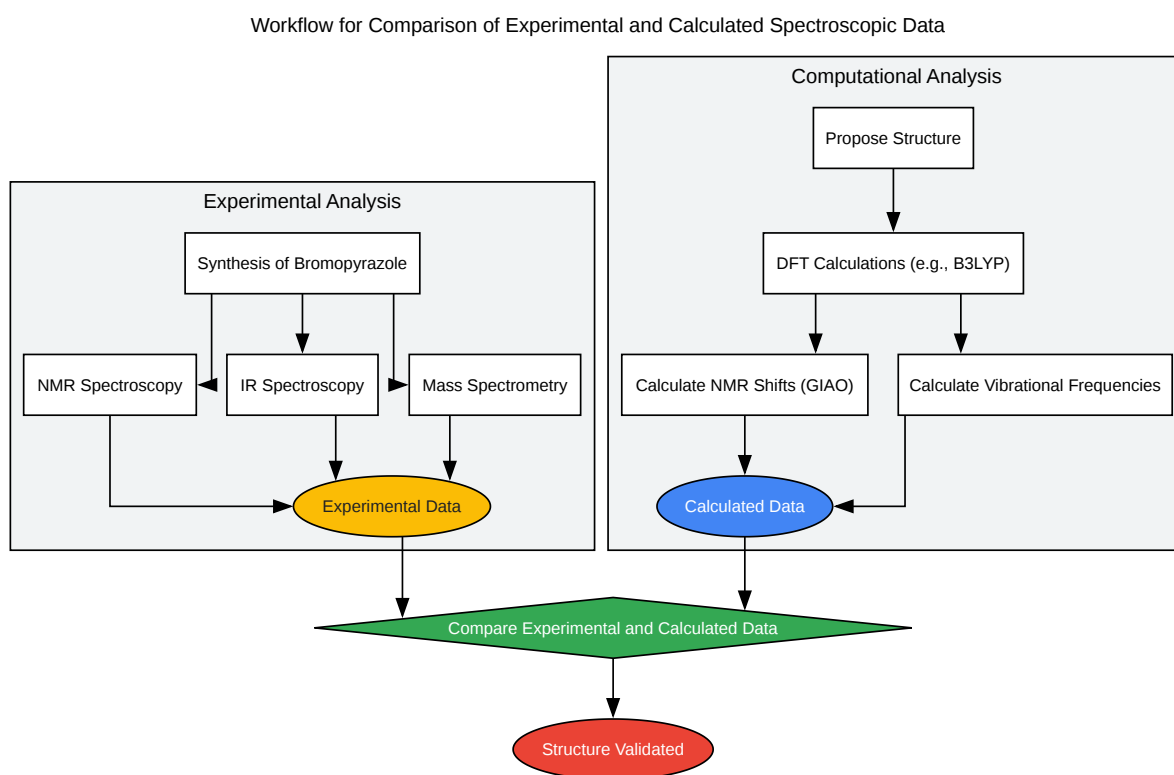 Workflow for Comparison of Experimental and Calculated Spectroscopic Data
Computational Analysis
Propose Structure
Experimental Analysis
Synthesis of Bromopyrazole
DFT Calculations (e.g., B3LYP)
NMR Spectroscopy
IR Spectroscopy
Mass Spectrometry
Calculate NMR Shifts (GIAO)
Calculate Vibrational Frequencies
Experimental Data
Calculated Data
Compare Experimental and Calculated Data
Structure Validated